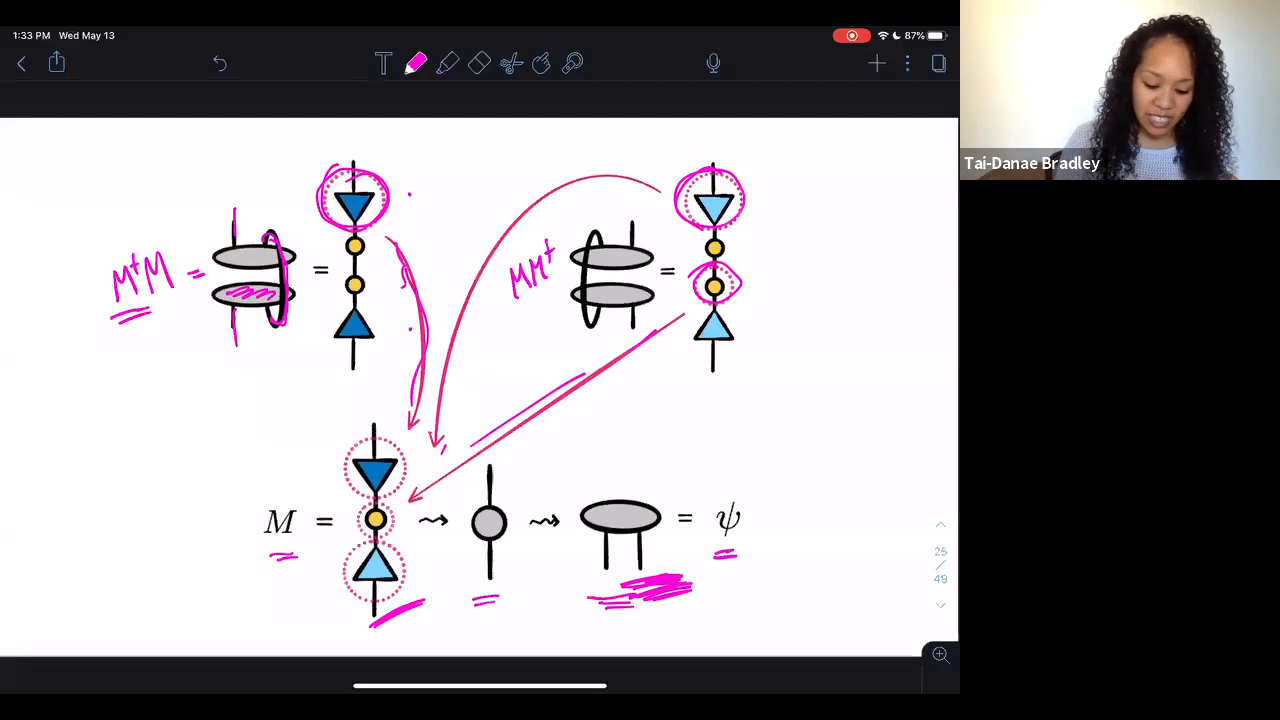 1:33 PM Wed May 13
87%
T
Tai-Danae Bradley
M†M = =
MM† =
M = = ψ
25
/
49